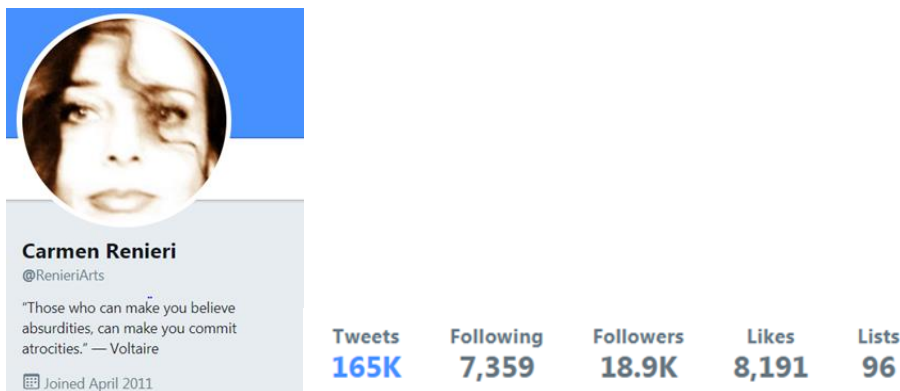 Carmen Renieri
@RenieriArts
"Those who can make you believe
absurdities, can make you commit
atrocities." — Voltaire
Joined April 2011
Tweets Following Followers Likes Lists
165K 7,359 18.9K 8,191 96